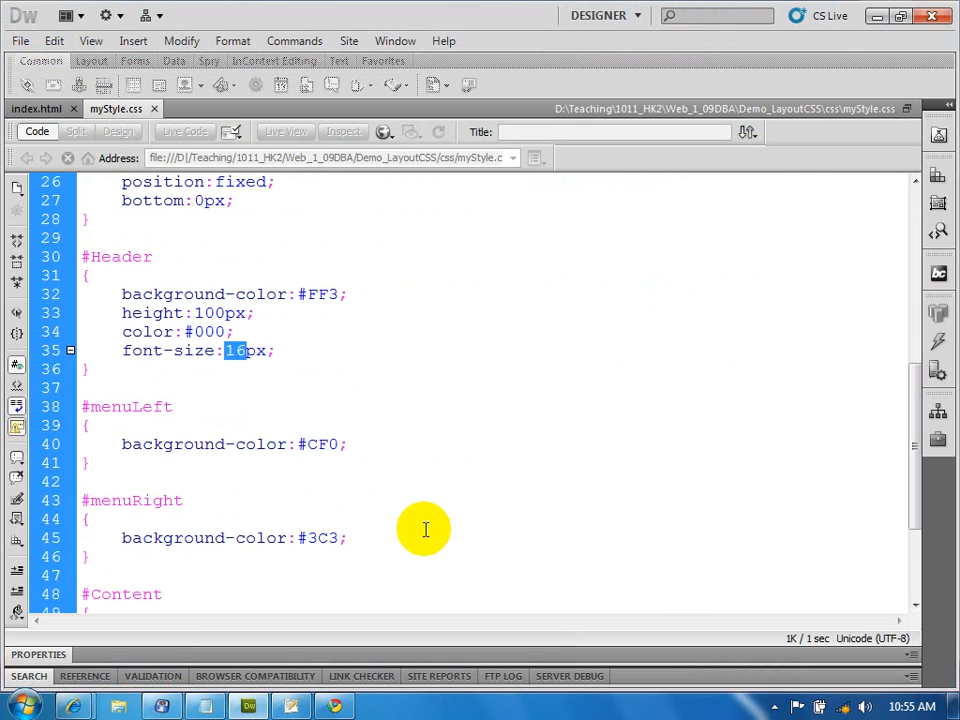 Dw
DESIGNER
CS Live
File Edit View Insert Modify Format Commands Site Window Help
Common Layout Forms Data Spry InContext Editing Text Favorites
index.html myStyle.css D:\Teaching\1011_HK2\Web_1_09DBA\Demo_LayoutCSS\css\myStyle.css
Code Split Design Live Code Live View Inspect Title:
Address: file:///D|/Teaching/1011_HK2/Web_1_09DBA/Demo_LayoutCSS/css/myStyle.c
26 position:fixed;
27 bottom:0px;
28 }
29
30 #Header
31 {
32 background-color:#FF3;
33 height:100px;
34 color:#000;
35 font-size:16px;
36 }
37
38 #menuLeft
39 {
40 background-color:#CF0;
41 }
42
43 #menuRight
44 {
45 background-color:#3C3;
46 }
47
48 #Content
49 {
1K / 1 sec Unicode (UTF-8)
PROPERTIES
SEARCH REFERENCE VALIDATION BROWSER COMPATIBILITY LINK CHECKER SITE REPORTS FTP LOG SERVER DEBUG
Dw
10:55 AM